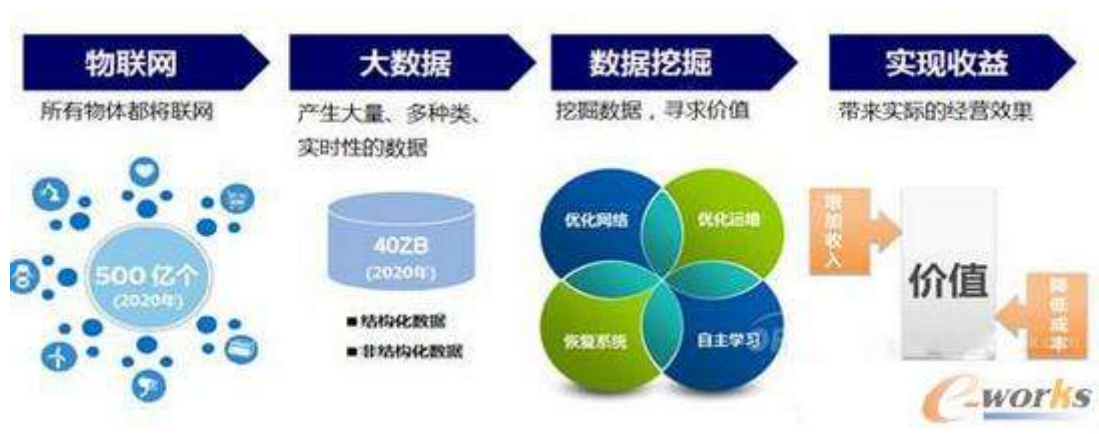 物联网
所有物体都将联网
500亿个
(2020年)
大数据
产生大量、多种类、
实时性的数据
40ZB
(2020年)
■结构化数据
■非结构化数据
数据挖掘
挖掘数据，寻求价值
优化网络
优化运维
恢复系统
自主学习
实现收益
带来实际的经营效果
增加收入
价值
降低成本
e-works